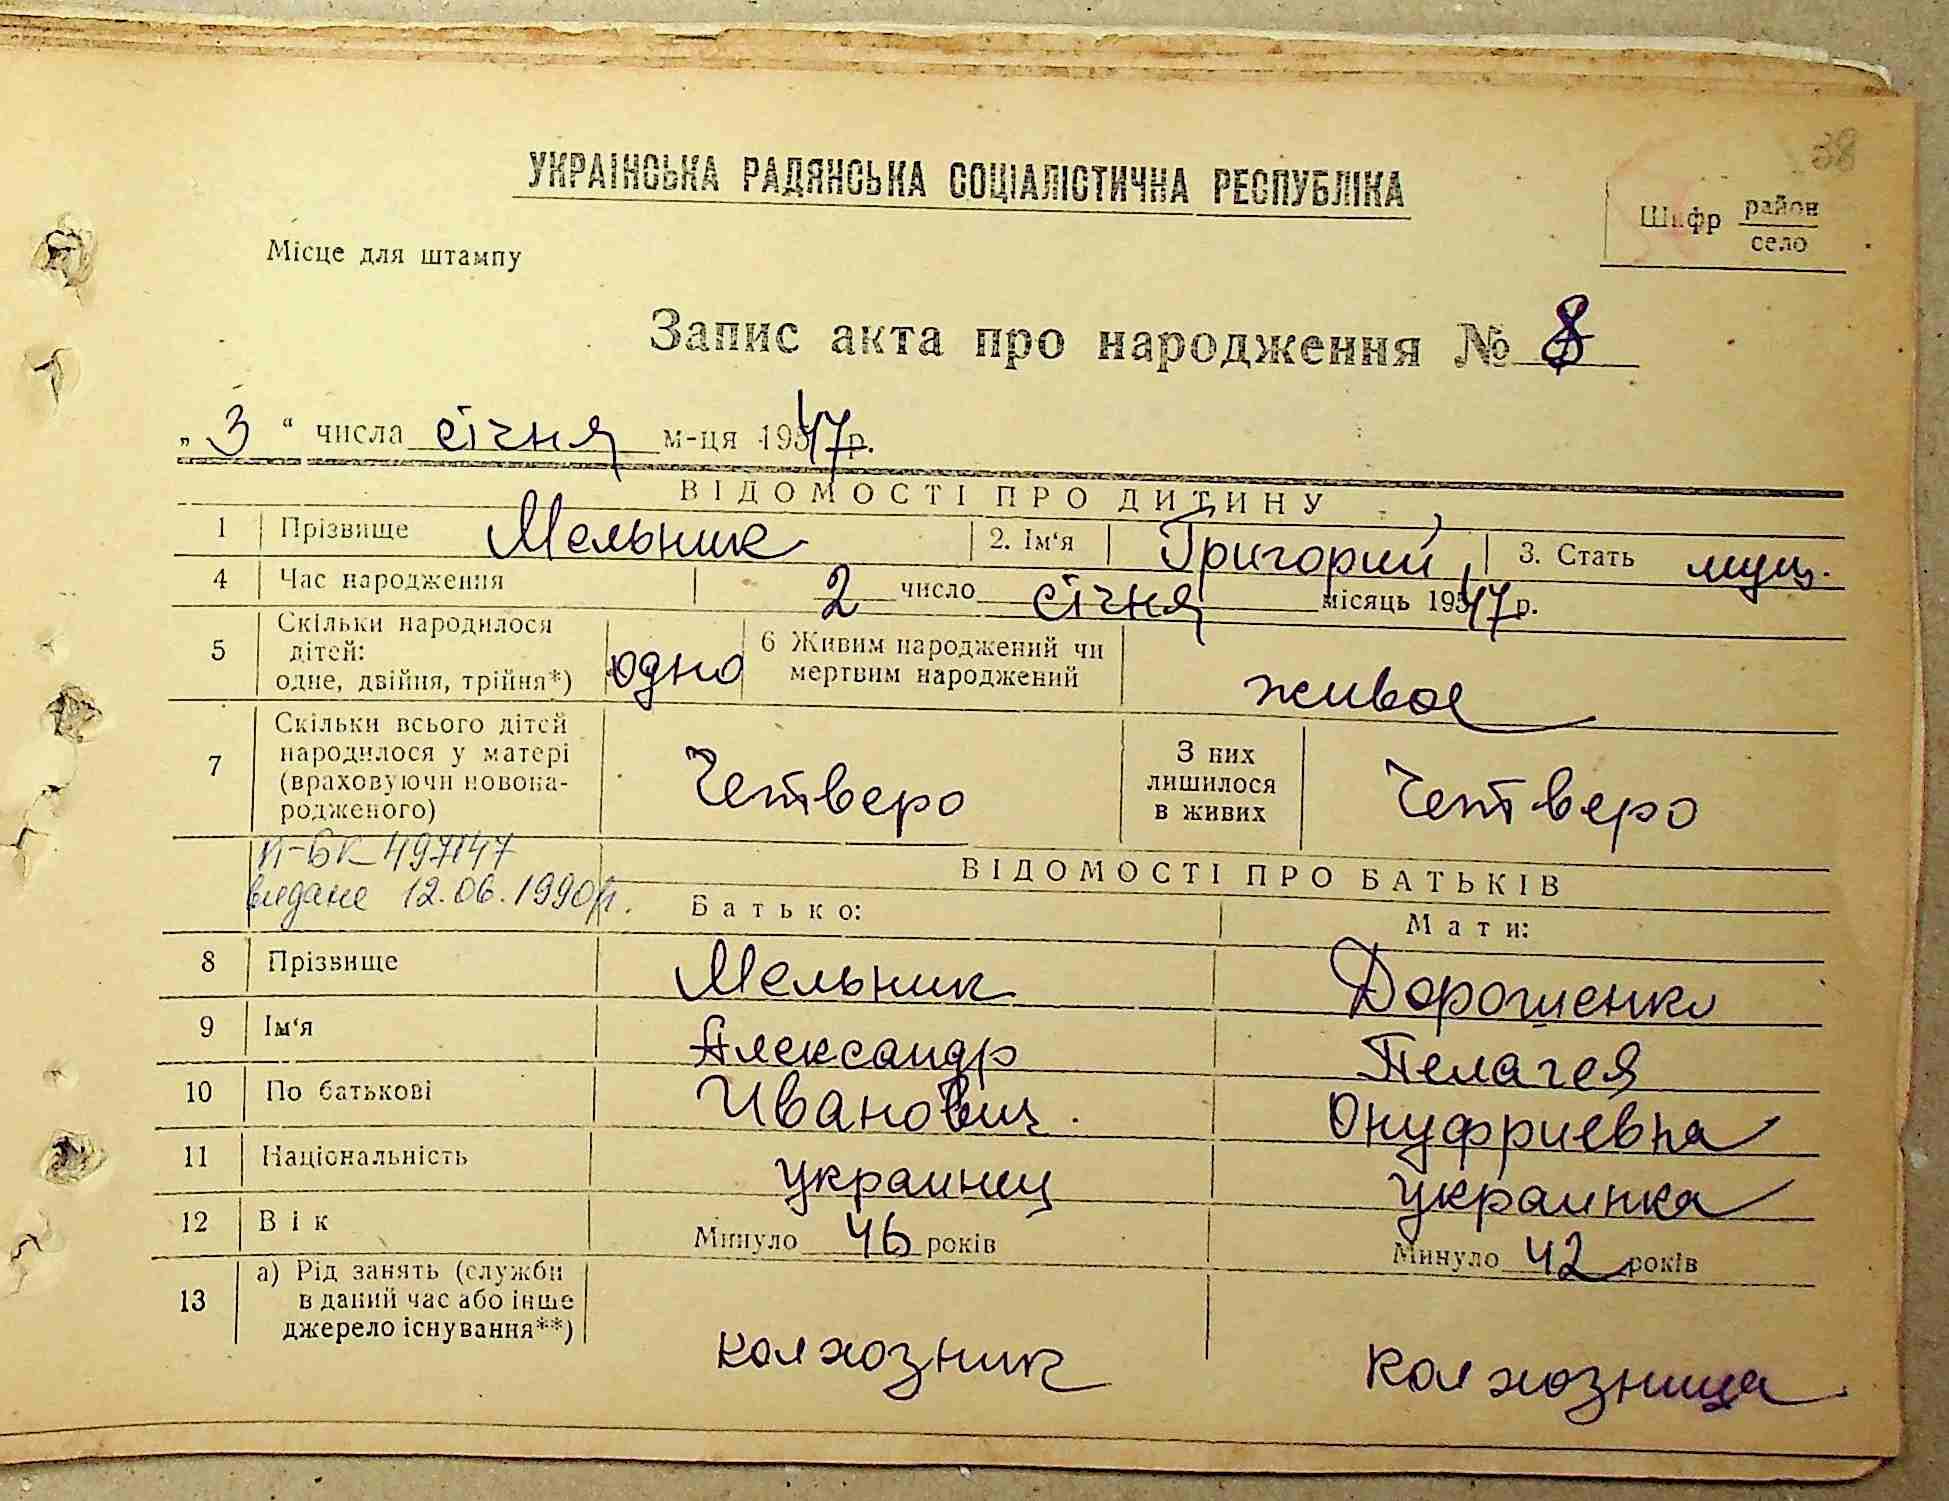 38
УКРАІНСЬКА РАДЯНСЬКА СОЦІАЛІСТИЧНА РЕСПУБЛІКА
Шифр район
село
Місце для штампу
Запис акта про народження № 8
„ 3 “ числа січня м-ця 1947 р.
ВІДОМОСТІ ПРО ДИТИНУ
1 Прізвище Мельник 2. Ім'я Григорий 3. Стать муж.
4 Час народження 2 число січня місяць 1947 р.
5 Скільки народилося
дітей:
одне, двійня, трійня*) одно 6 Живим народжений чи
мертвим народжений живое
7 Скільки всього дітей
народилося у матері
(враховуючи новона-
родженого) Четверо З них
лишилося
в живих Четверо
497147
видане 12.06.1990р.
ВІДОМОСТІ ПРО БАТЬКІВ
Батько: Мати:
8 Прізвище Мельник Дорошенко
9 Ім'я Александр Пелагея
10 По батькові Иванович Онуфриевна
11 Національність украинец украинка
12 Вік Минуло 46 років Минуло 42 років
13 а) Рід занять (служби
в даний час або інше
джерело існування**) колхозник колхозница